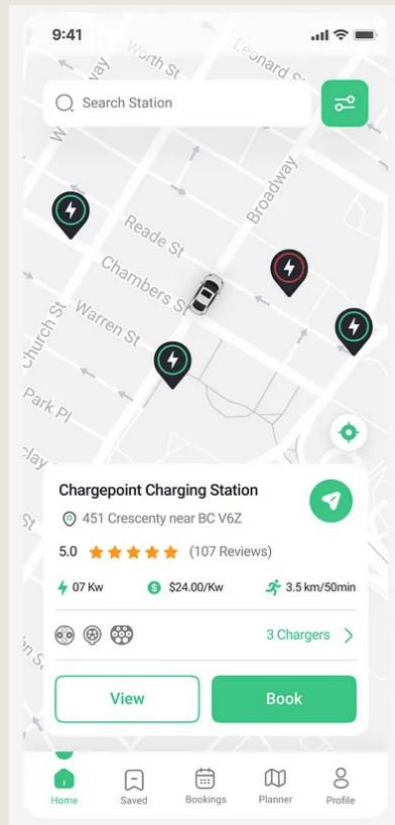 9:41
Worth St
Leonard St
Search Station
Broadway
Reade St
Chambers St
Warren St
Church St
Park Pl
Chargepoint Charging Station
451 Crescenty near BC V6Z
5.0 (107 Reviews)
07 Kw $24.00/Kw 3.5 km/50min
3 Chargers >
View Book
Home Saved Bookings Planner Profile